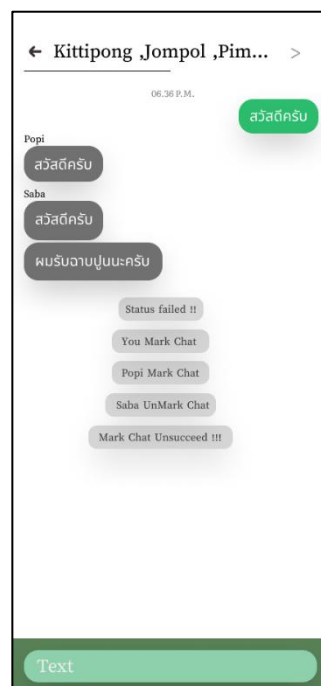 ← Kittipong ,Jompol ,Pim... >
06.36 P.M.
สวัสดีครับ
Popi
สวัสดีครับ
Saba
สวัสดีครับ
ผมรับฉาบปูนนะครับ
Status failed !!
You Mark Chat
Popi Mark Chat
Saba UnMark Chat
Mark Chat Unsucceed !!!
Text